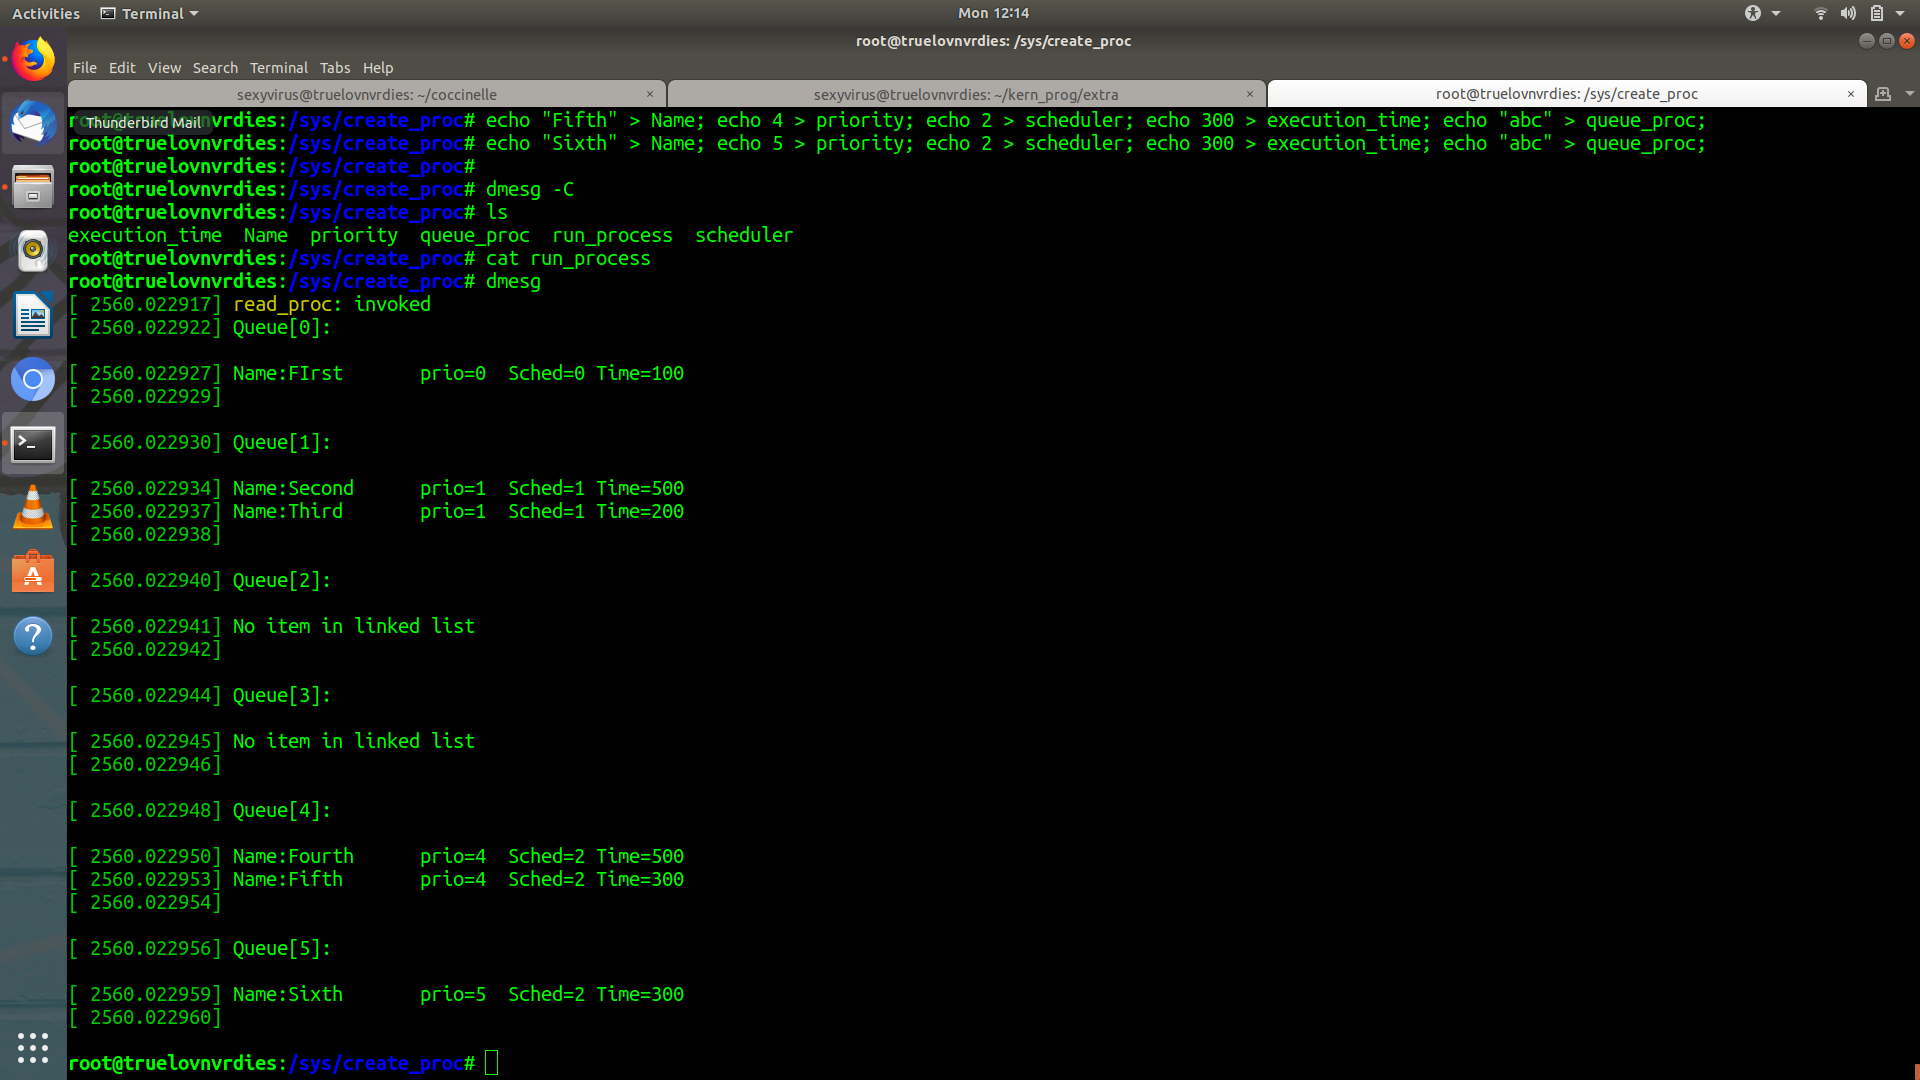 Activities Terminal Mon 12:14
root@truelovnvrdies: /sys/create_proc
File Edit View Search Terminal Tabs Help
sexyvirus@truelovnvrdies: ~/coccinelle × sexyvirus@truelovnvrdies: ~/kern_prog/extra × root@truelovnvrdies: /sys/create_proc ×
Thunderbird Mail
vrdies:/sys/create_proc# echo "Fifth" > Name; echo 4 > priority; echo 2 > scheduler; echo 300 > execution_time; echo "abc" > queue_proc;
root@truelovnvrdies:/sys/create_proc# echo "Sixth" > Name; echo 5 > priority; echo 2 > scheduler; echo 300 > execution_time; echo "abc" > queue_proc;
root@truelovnvrdies:/sys/create_proc#
root@truelovnvrdies:/sys/create_proc# dmesg -C
root@truelovnvrdies:/sys/create_proc# ls
execution_time Name priority queue_proc run_process scheduler
root@truelovnvrdies:/sys/create_proc# cat run_process
root@truelovnvrdies:/sys/create_proc# dmesg
[ 2560.022917] read_proc: invoked
[ 2560.022922] Queue[0]:
[ 2560.022927] Name:FIrst prio=0 Sched=0 Time=100
[ 2560.022929]
[ 2560.022930] Queue[1]:
[ 2560.022934] Name:Second prio=1 Sched=1 Time=500
[ 2560.022937] Name:Third prio=1 Sched=1 Time=200
[ 2560.022938]
[ 2560.022940] Queue[2]:
[ 2560.022941] No item in linked list
[ 2560.022942]
[ 2560.022944] Queue[3]:
[ 2560.022945] No item in linked list
[ 2560.022946]
[ 2560.022948] Queue[4]:
[ 2560.022950] Name:Fourth prio=4 Sched=2 Time=500
[ 2560.022953] Name:Fifth prio=4 Sched=2 Time=300
[ 2560.022954]
[ 2560.022956] Queue[5]:
[ 2560.022959] Name:Sixth prio=5 Sched=2 Time=300
[ 2560.022960]
root@truelovnvrdies:/sys/create_proc#